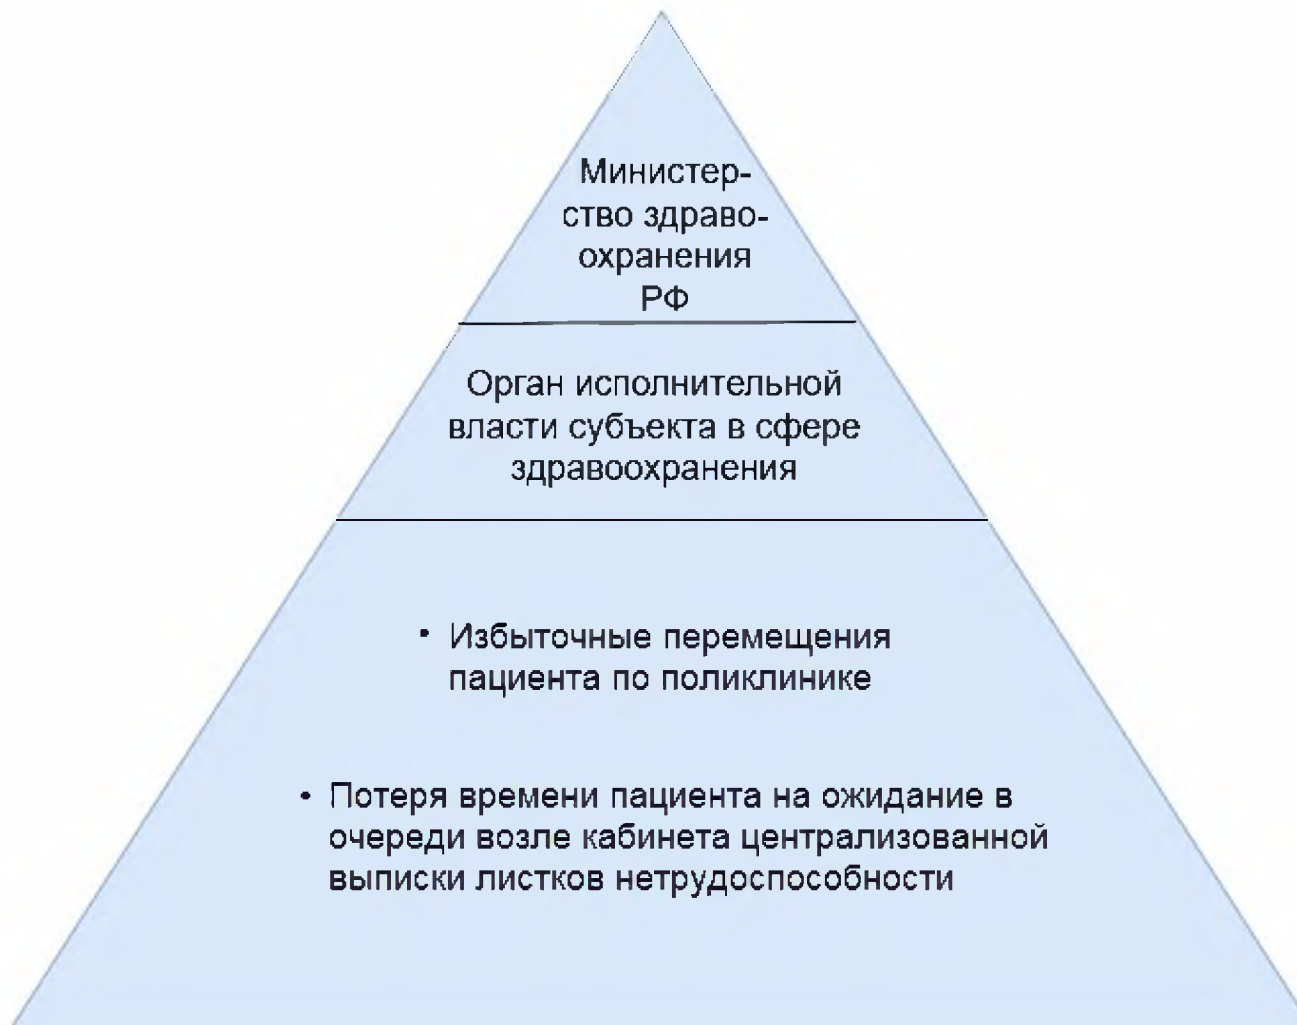 Министер-
ство здраво-
охранения
РФ
Орган исполнительной
власти субъекта в сфере
здравоохранения
• Избыточные перемещения
пациента по поликлинике
• Потеря времени пациента на ожидание в
очереди возле кабинета централизованной
выписки листков нетрудоспособности